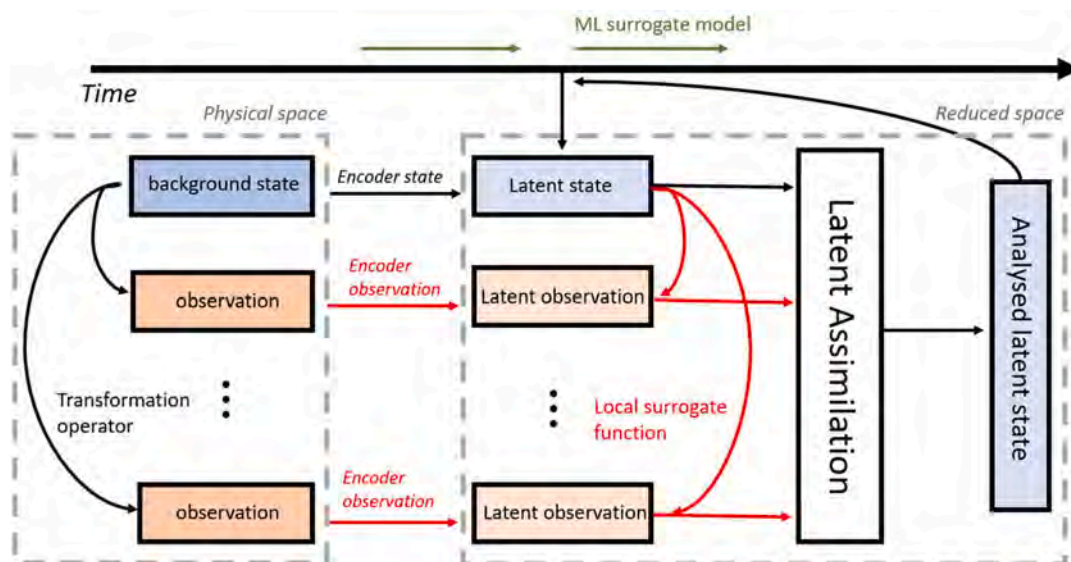 ML surrogate model
Time
Physical space
Reduced space
background state
Encoder state
Latent state
observation
Encoder
observation
Latent observation
Transformation
operator
Local surrogate
function
observation
Encoder
observation
Latent observation
Latent Assimilation
Analysed latent state